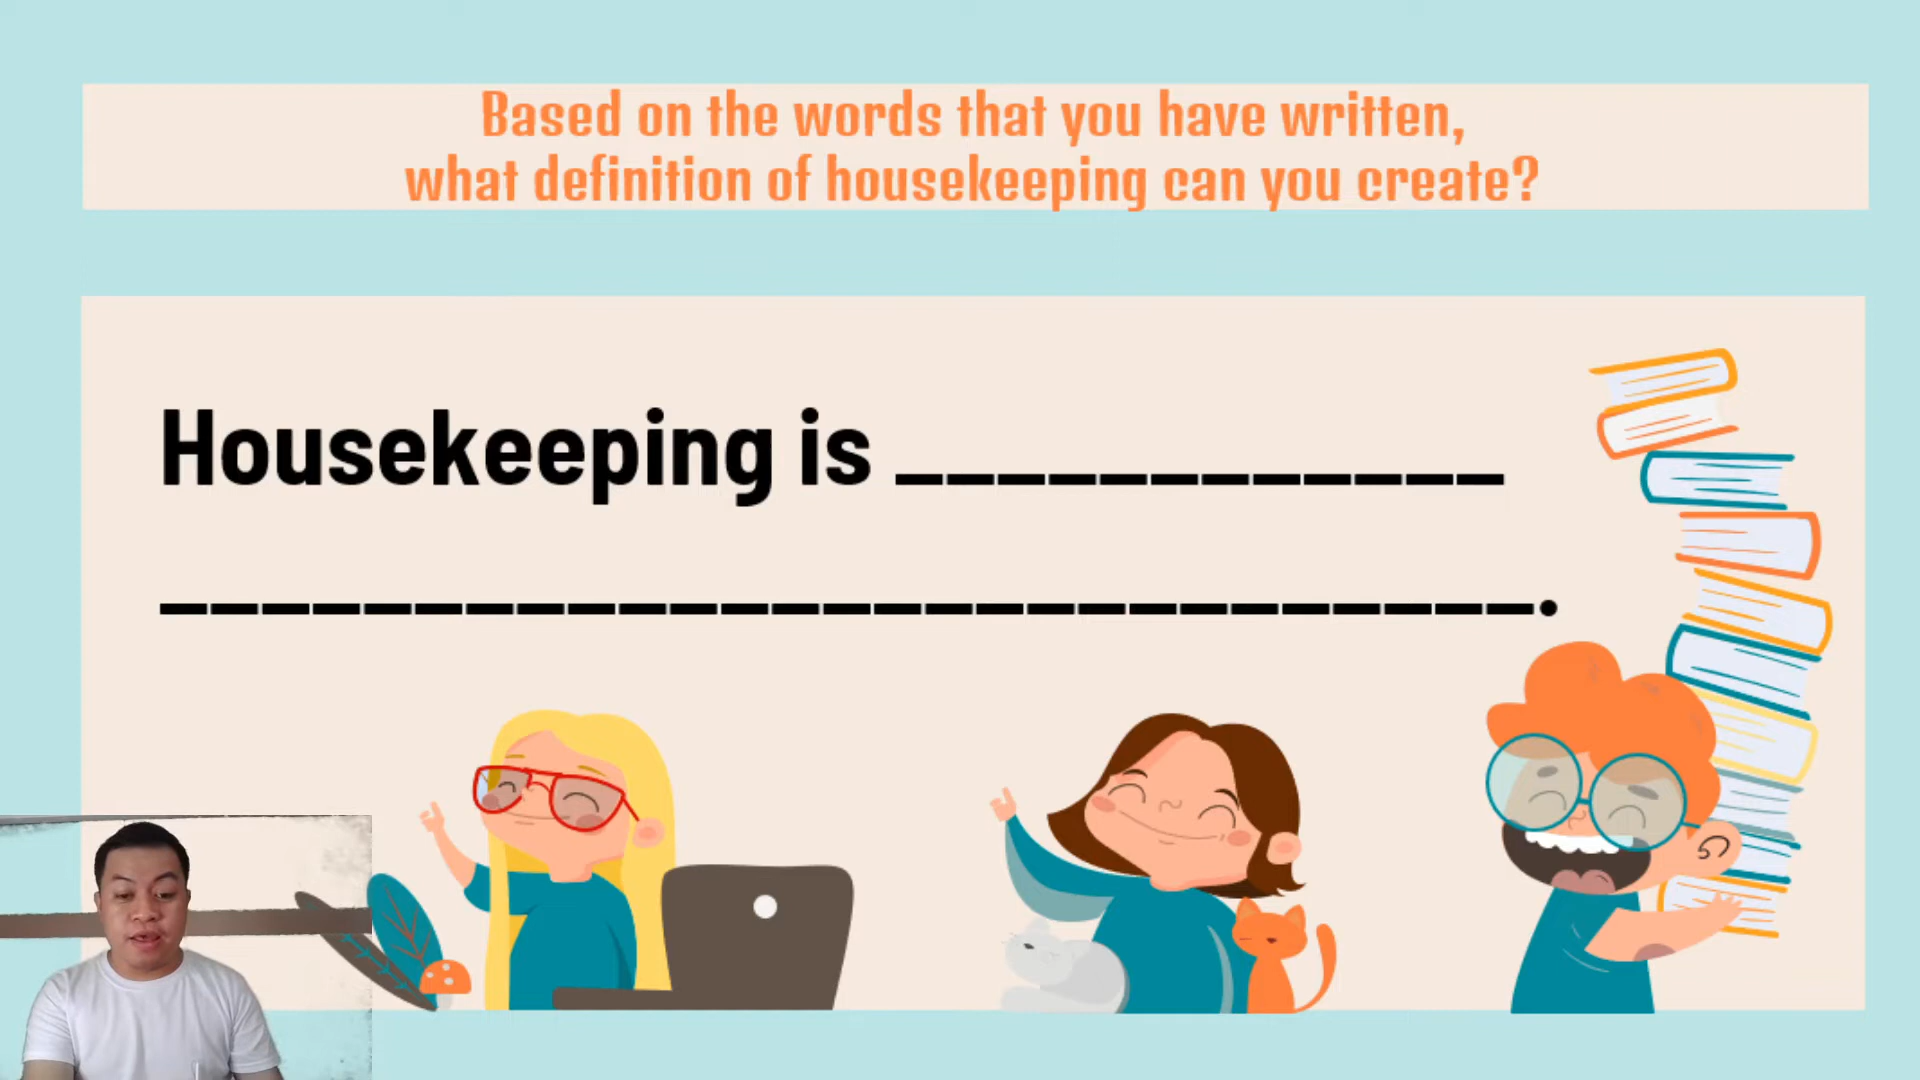 Based on the words that you have written,
what definition of housekeeping can you create?
Housekeeping is ____________
___________________________.